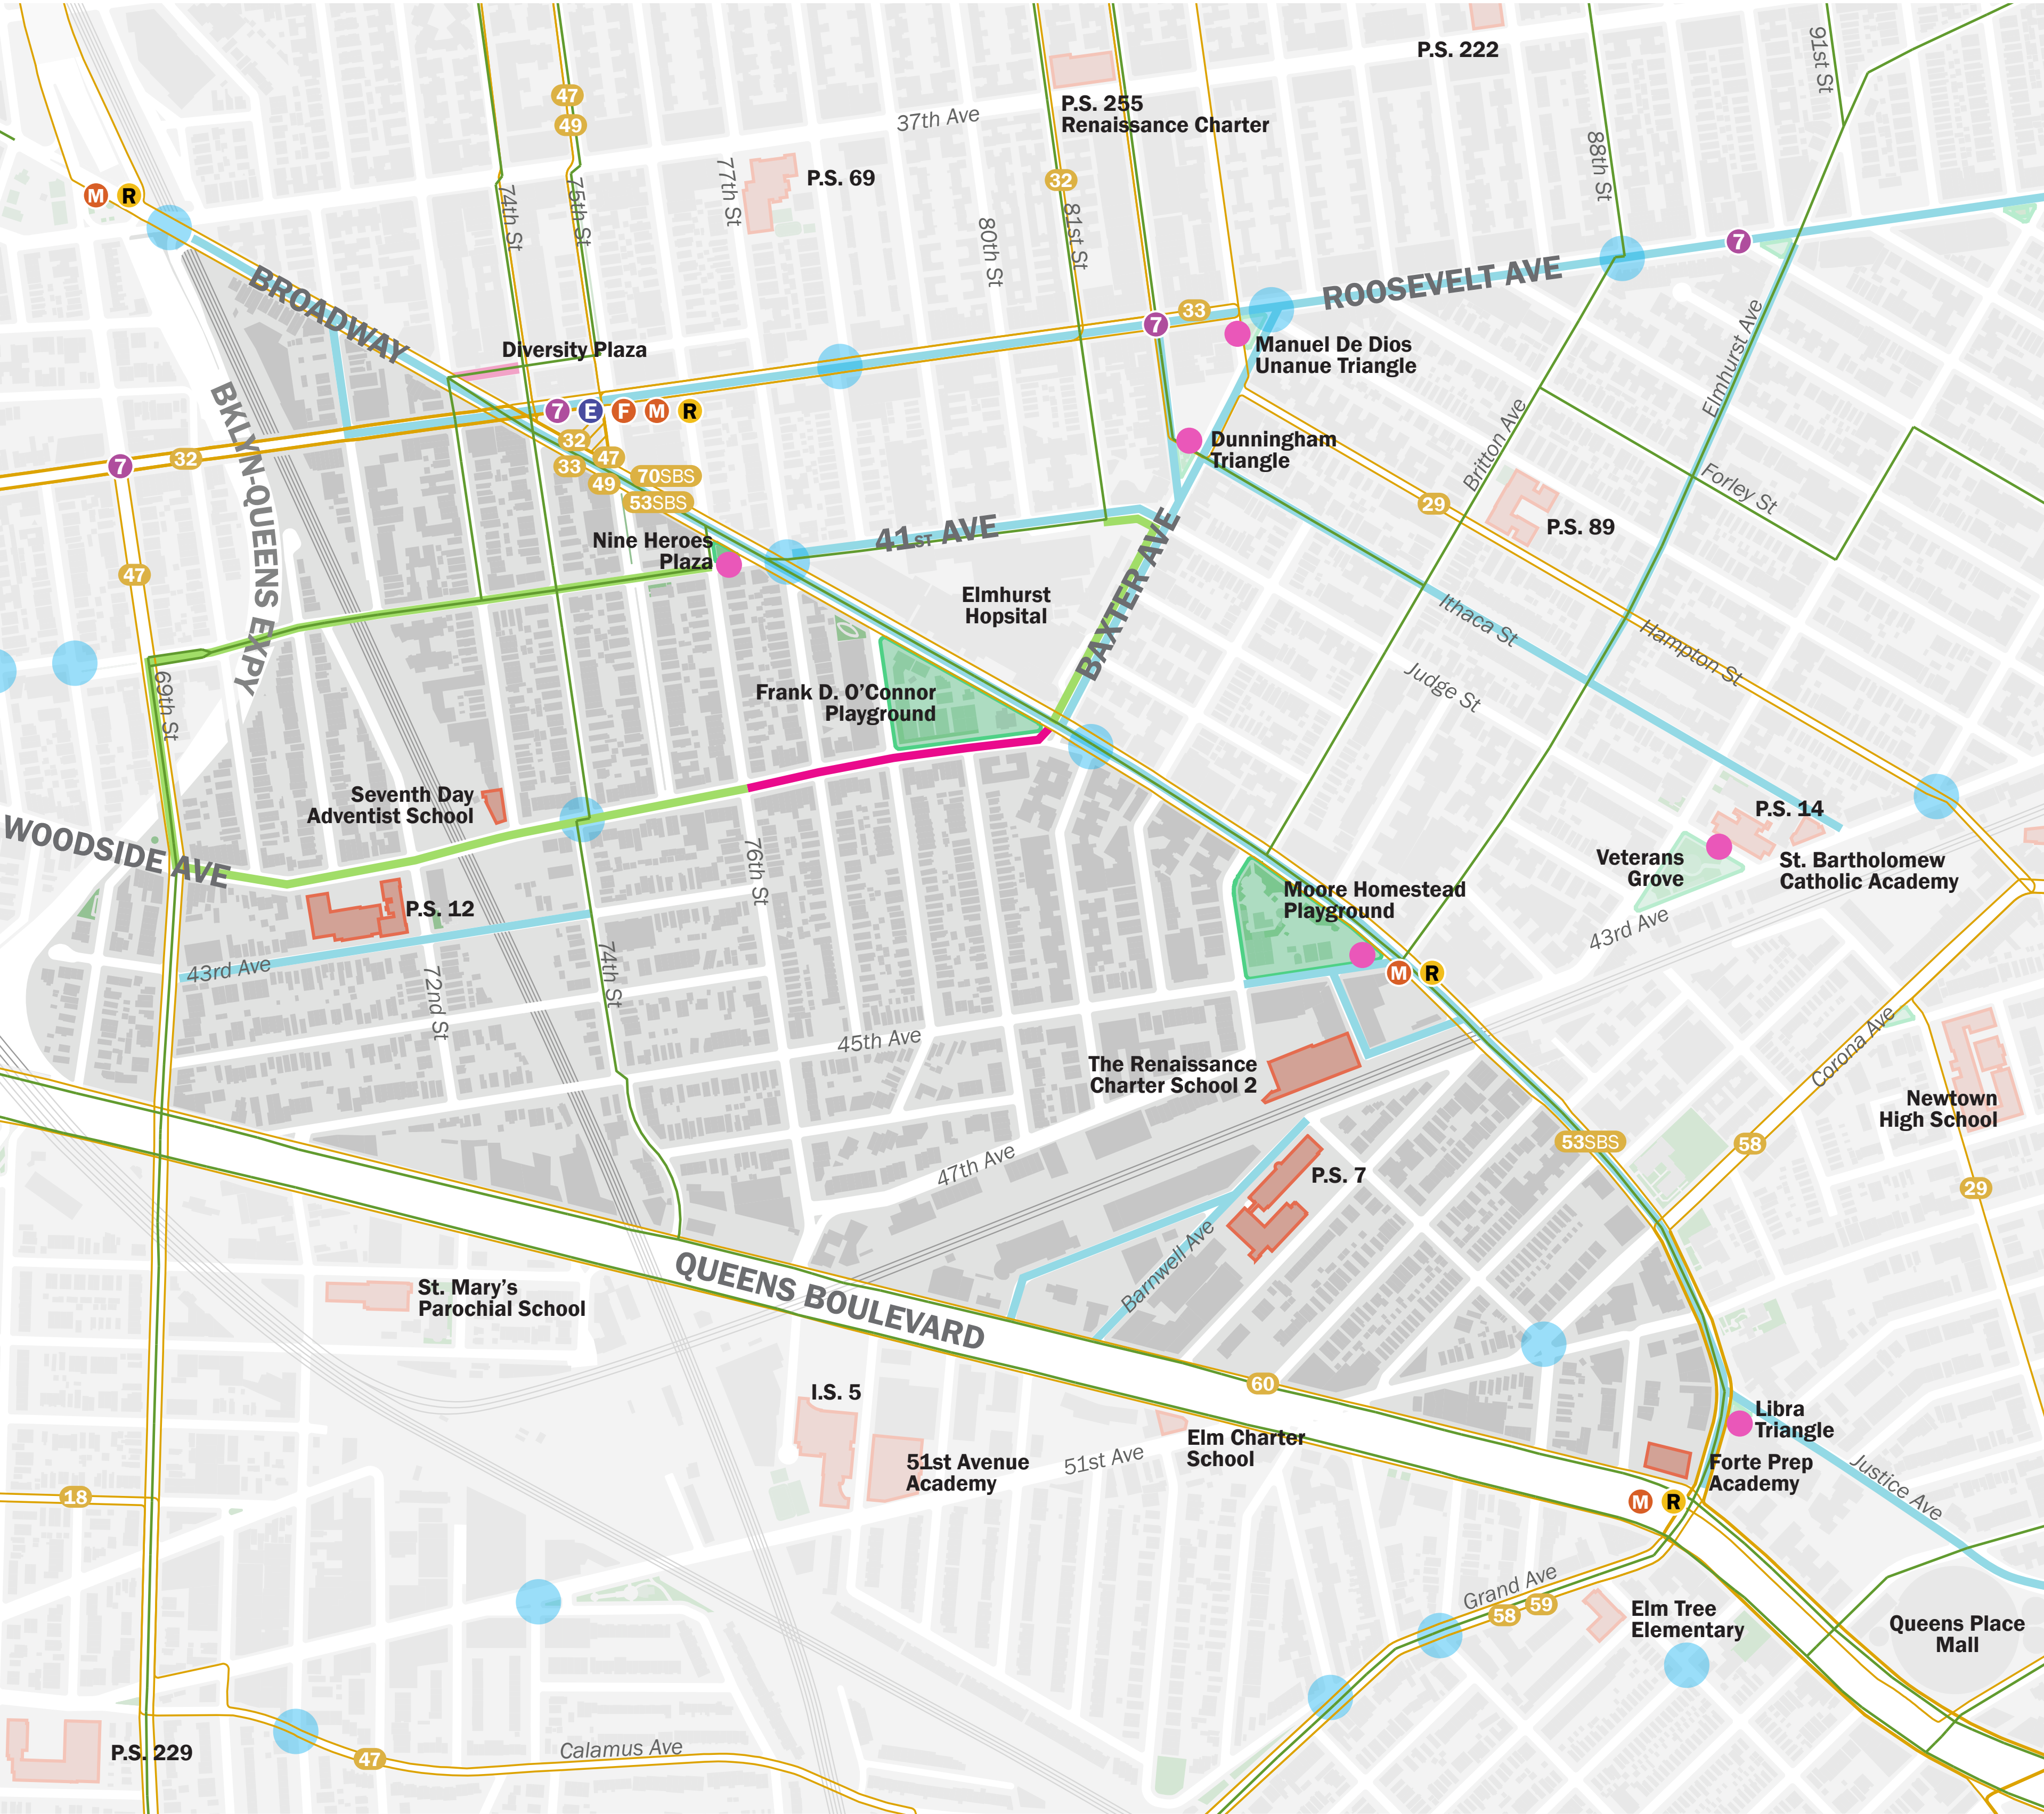 91st St
P.S. 222
47
49
P.S. 255
Renaissance Charter
37th Ave
88th St
77th St
P.S. 69
32
M R
74th St
75th St
80th St
81st St
7
ROOSEVELT AVE
BROADWAY
33
7
Manuel De Dios
Unanue Triangle
Diversity Plaza
Elmhurst Ave
7 E F M R
BKLYN-QUEENS EXPY
Britton Ave
32
47
33
70SBS
49
53SBS
Dunningham
Triangle
7
32
Forley St
29
P.S. 89
41ST AVE
Nine Heroes
Plaza
47
BAXTER AVE
Elmhurst
Hopsital
Ithaca St
Hampton St
69th St
Frank D. O'Connor
Playground
Judge St
Seventh Day
Adventist School
P.S. 14
WOODSIDE AVE
76th St
Veterans
Grove
St. Bartholomew
Catholic Academy
Moore Homestead
Playground
P.S. 12
43rd Ave
43rd Ave
74th St
M R
72nd St
45th Ave
Corona Ave
The Renaissance
Charter School 2
Newtown
High School
53SBS
58
47th Ave
P.S. 7
29
Barnwell Ave
St. Mary's
Parochial School
QUEENS BOULEVARD
60
I.S. 5
Libra
Triangle
Elm Charter
School
51st Avenue
Academy
51st Ave
Forte Prep
Academy
Justice Ave
18
M R
Grand Ave
58
59
Elm Tree
Elementary
Queens Place
Mall
P.S. 229
47
Calamus Ave